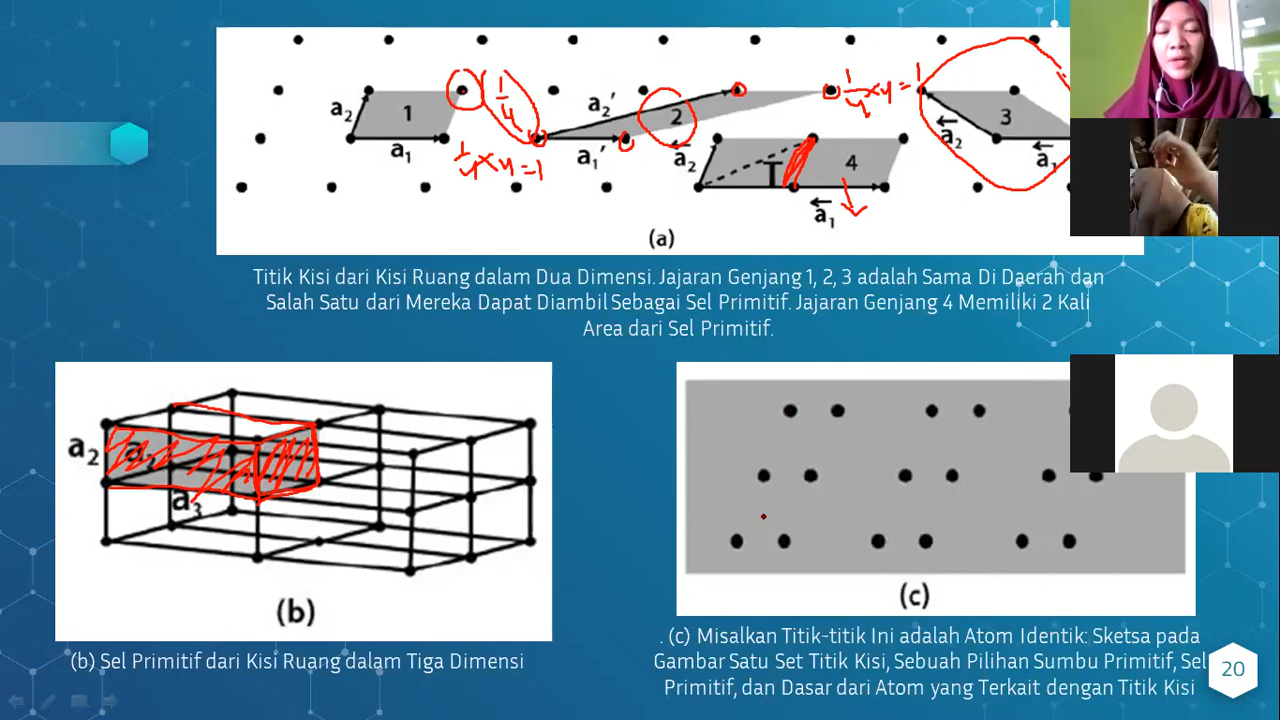 a2
1
a1
1/4
1/4 x 4 = 1
a2'
2
a1'
1/4 x 4 = 1
a2
3
a1
a2
T
4
a1
(a)
Titik Kisi dari Kisi Ruang dalam Dua Dimensi. Jajaran Genjang 1, 2, 3 adalah Sama Di Daerah dan
Salah Satu dari Mereka Dapat Diambil Sebagai Sel Primitif. Jajaran Genjang 4 Memiliki 2 Kali
Area dari Sel Primitif.
a2
a3
(b)
(b) Sel Primitif dari Kisi Ruang dalam Tiga Dimensi
(c)
. (c) Misalkan Titik-titik Ini adalah Atom Identik: Sketsa pada
Gambar Satu Set Titik Kisi, Sebuah Pilihan Sumbu Primitif, Sel
Primitif, dan Dasar dari Atom yang Terkait dengan Titik Kisi
20